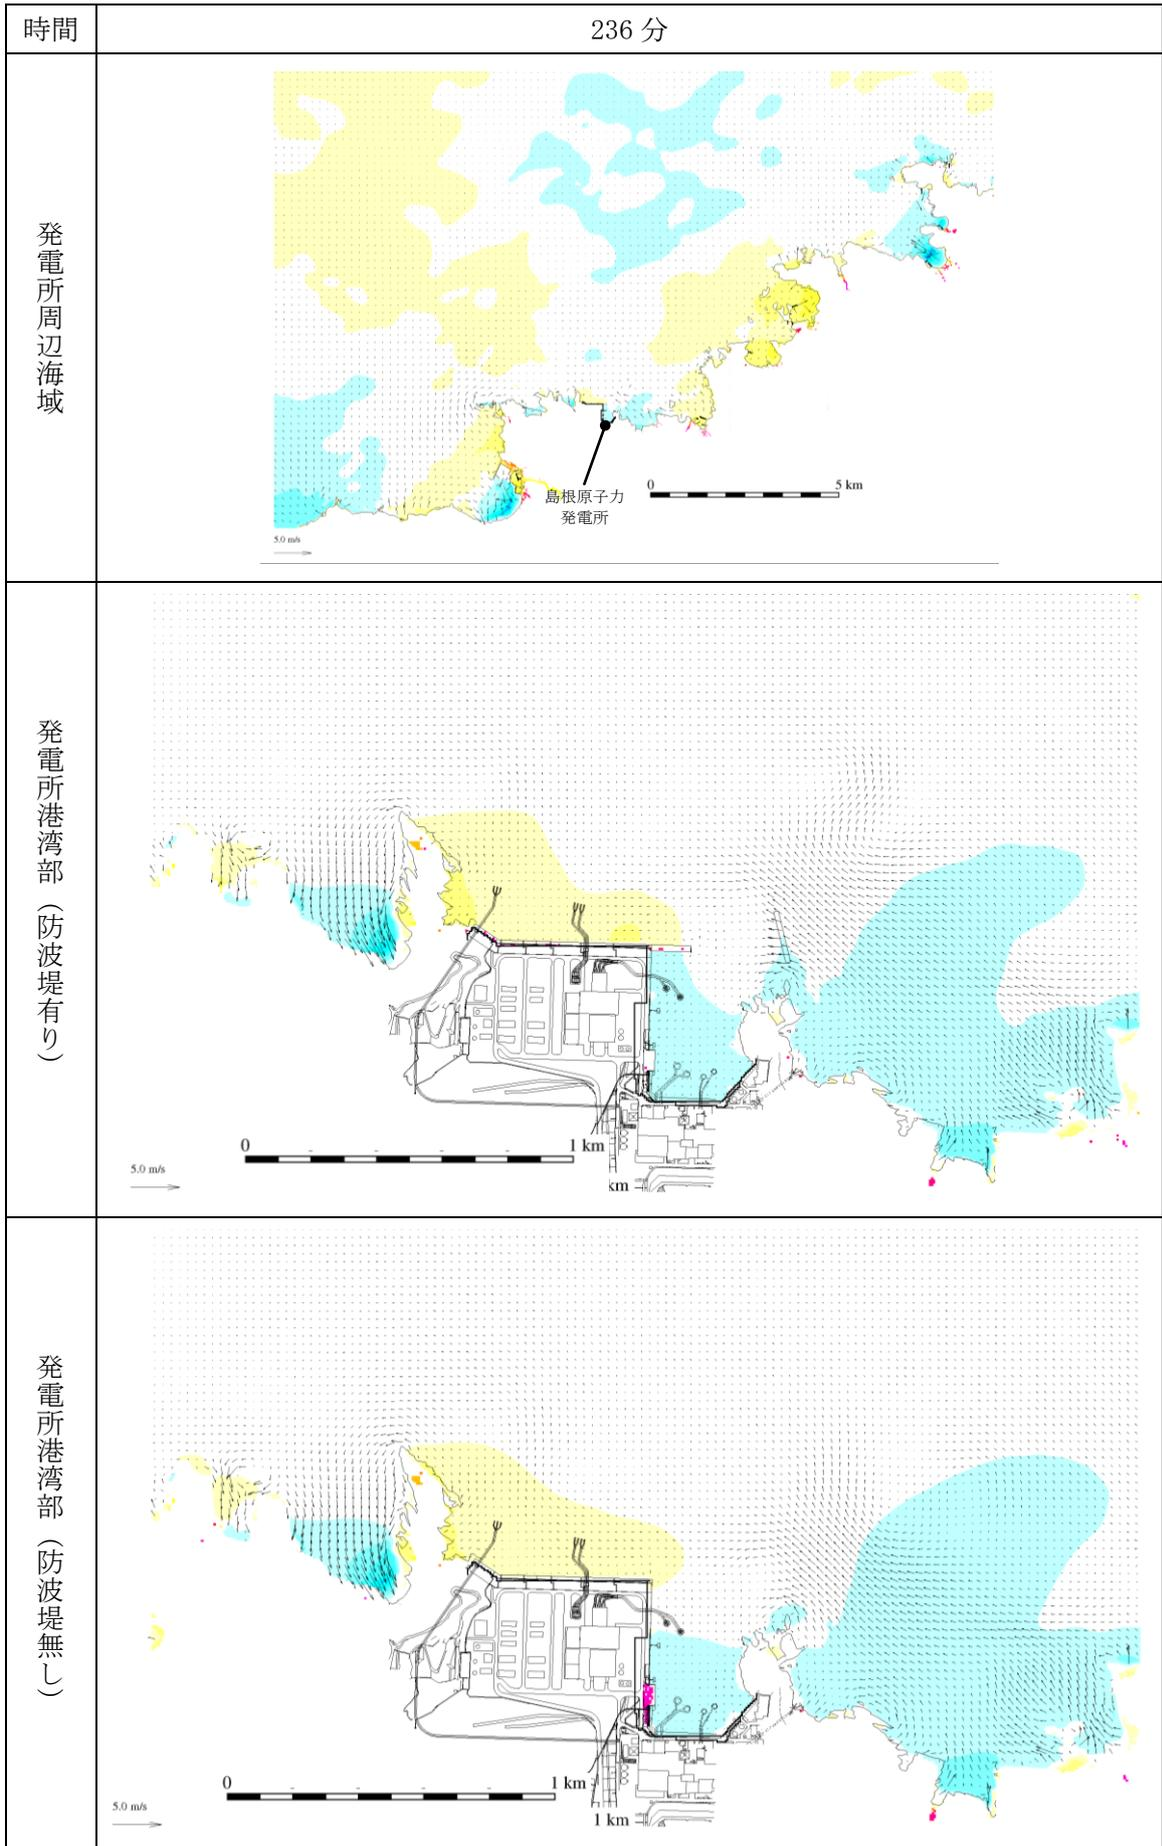 時間
236 分
発電所周辺海域
島根原子力
発電所
0
5 km
5.0 m/s
発電所港湾部（防波堤有り）
0
1 km
km
5.0 m/s
発電所港湾部（防波堤無し）
0
1 km
1 km
5.0 m/s